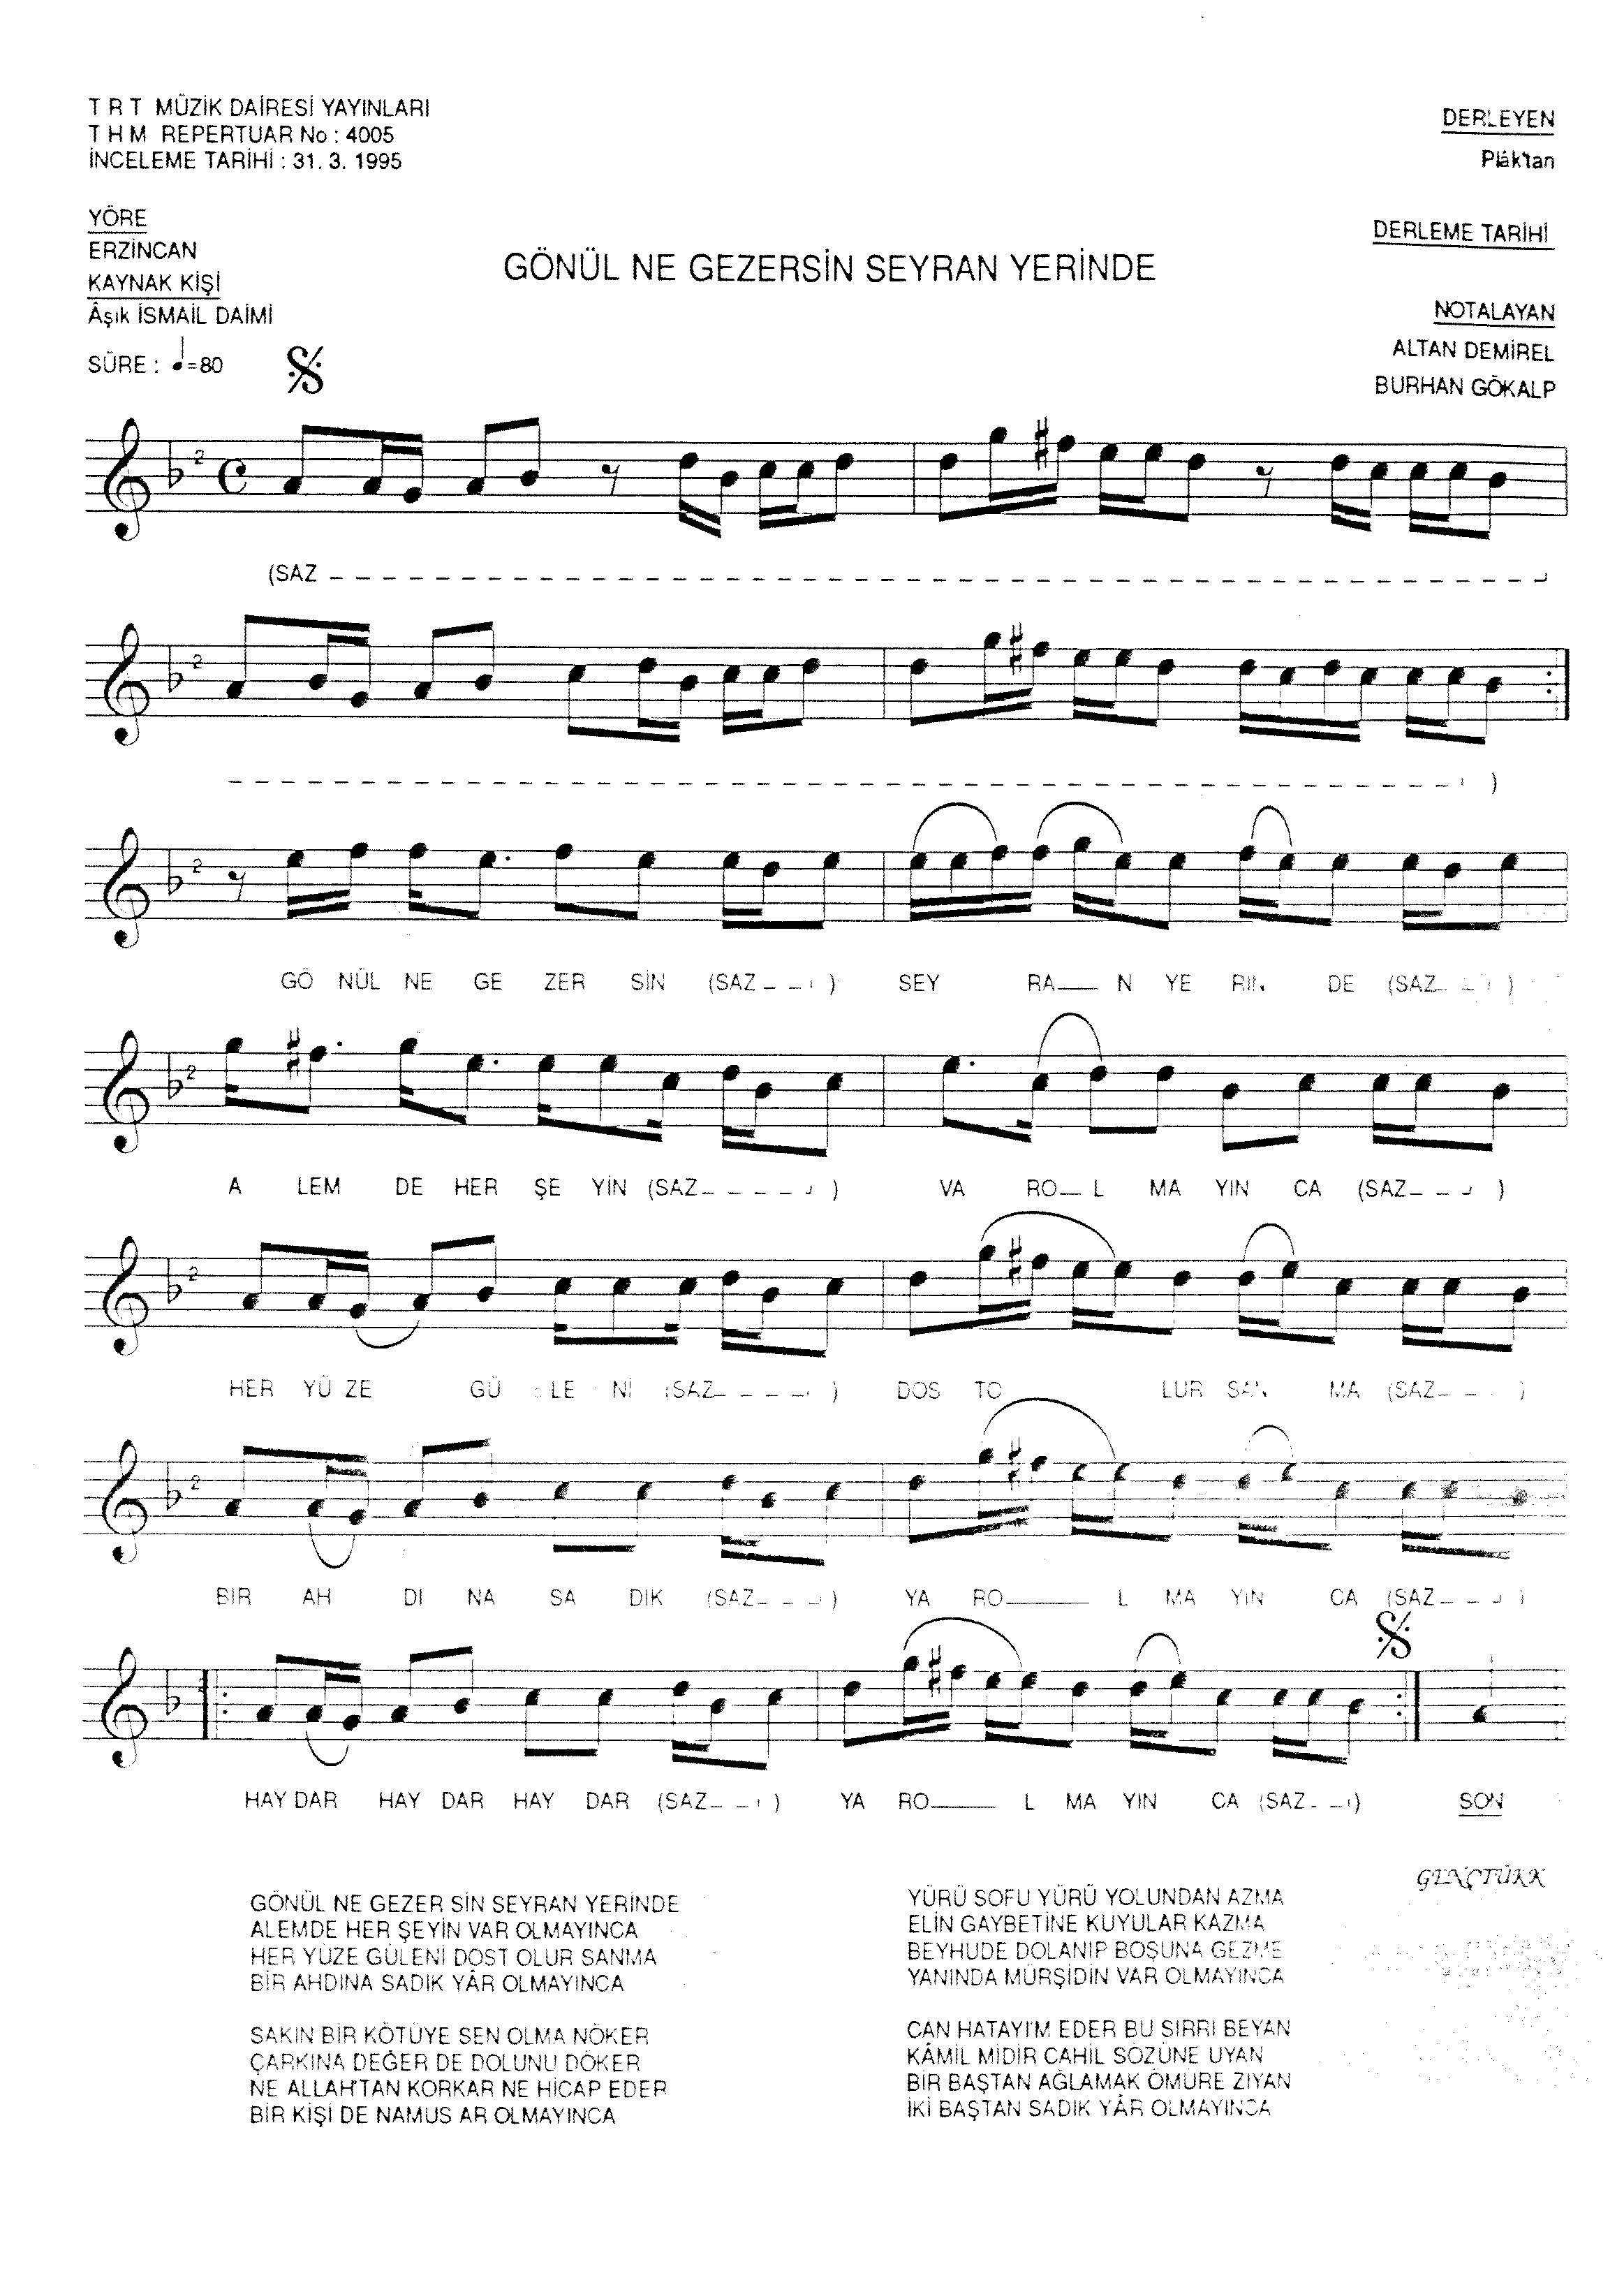 T R T MÜZİK DAİRESİ YAYINLARI
T H M REPERTUAR No : 4005
İNCELEME TARİHİ : 31. 3. 1995
DERLEYEN
Plâk'tan
YÖRE
ERZİNCAN
KAYNAK KİŞİ
Âşık İSMAİL DAİMİ
SÜRE : ♩=80
GÖNÜL NE GEZERSİN SEYRAN YERİNDE
DERLEME TARİHİ
NOTALAYAN
ALTAN DEMİREL
BURHAN GÖKALP
(SAZ
GÖ NÜL NE GE ZER SİN (SAZ ) SEY RA N YE RİN DE (SAZ )
A LEM DE HER ŞE YİN (SAZ ) VA RO L MA YIN CA (SAZ )
HER YÜ ZE GÜ LE Nİ (SAZ ) DOS TO LUR SAN MA (SAZ )
BIR AH DI NA SA DIK (SAZ ) YA RO L MA YIN CA (SAZ )
HAY DAR HAY DAR HAY DAR (SAZ ) YA RO L MA YIN CA (SAZ ) SON
GENÇTÜRK
GÖNÜL NE GEZER SİN SEYRAN YERİNDE
ALEMDE HER ŞEYİN VAR OLMAYINCA
HER YÜZE GÜLENİ DOST OLUR SANMA
BİR AHDINA SADIK YÂR OLMAYINCA
SAKIN BİR KÖTÜYE SEN OLMA NÖKER
ÇARKINA DEĞER DE DOLUNU DÖKER
NE ALLAH'TAN KORKAR NE HİCAP EDER
BİR KİŞİ DE NAMUS AR OLMAYINCA
YÜRÜ SOFU YÜRÜ YOLUNDAN AZMA
ELİN GAYBETİNE KUYULAR KAZMA
BEYHUDE DOLANIP BOŞUNA GEZME
YANINDA MÜRŞİDİN VAR OLMAYINCA
CAN HATAYI'M EDER BU SIRRI BEYAN
KÂMİL MİDİR CAHİL SÖZÜNE UYAN
BİR BAŞTAN AĞLAMAK ÖMÜRE ZİYAN
İKİ BAŞTAN SADIK YÂR OLMAYINCA